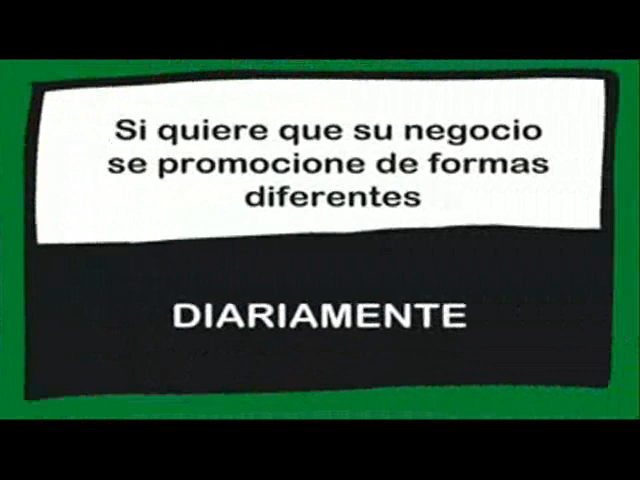 Si quiere que su negocio
se promocione de formas
diferentes
DIARIAMENTE